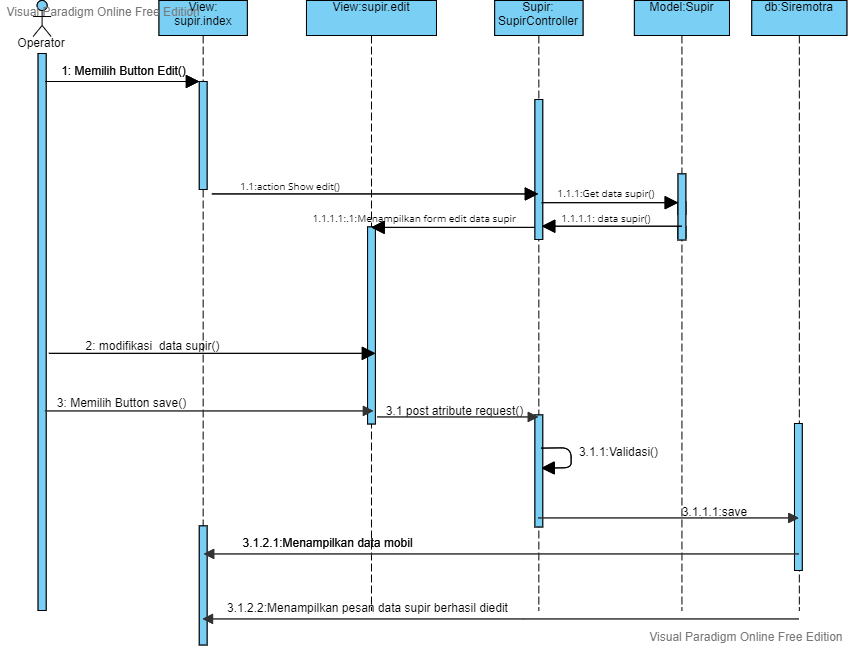 Visual Paradigm Online Free Edition
View:
supir.index
View:supir.edit
Supir:
SupirController
Model:Supir
db:Siremotra
Operator
1: Memilih Button Edit()
1.1:action Show edit()
1.1.1:Get data supir()
1.1.1.1:.1:Menampilkan form edit data supir
1.1.1.1: data supir()
2: modifikasi  data supir()
3: Memilih Button save()
3.1 post atribute request()
3.1.1:Validasi()
3.1.1.1:save
3.1.2.1:Menampilkan data mobil
3.1.2.2:Menampilkan pesan data supir berhasil diedit
Visual Paradigm Online Free Edition